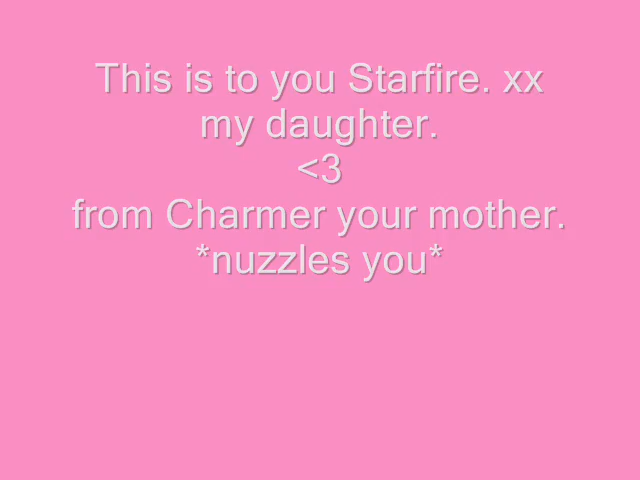 This is to you Starfire. xx
my daughter.
<3
from Charmer your mother.
*nuzzles you*